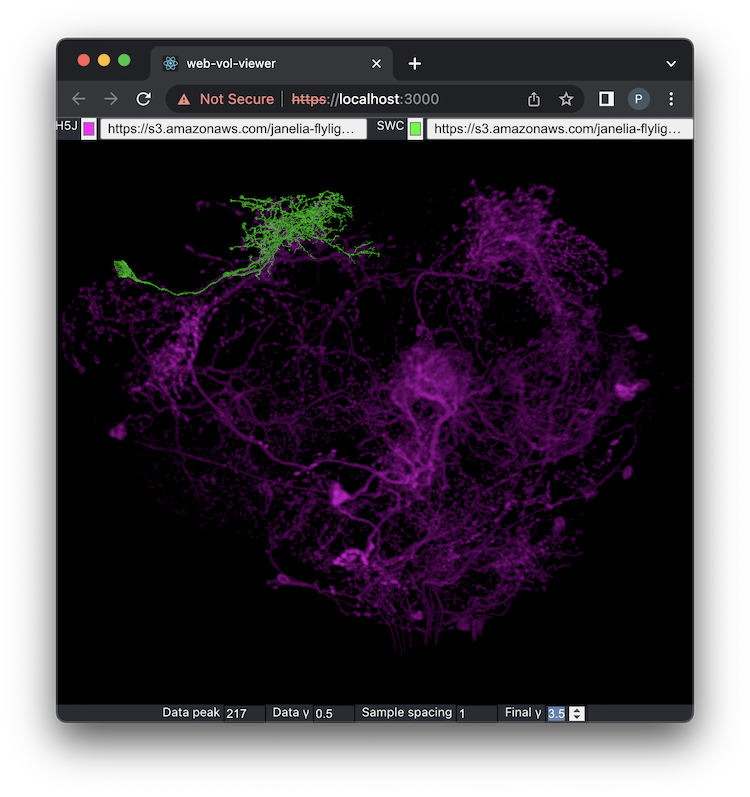 web-vol-viewer
Not Secure https://localhost:3000 P
H5J https://s3.amazonaws.com/janelia-flylig... SWC https://s3.amazonaws.com/janelia-flylig...
Data peak 217 Data γ 0.5 Sample spacing 1 Final γ 3.5